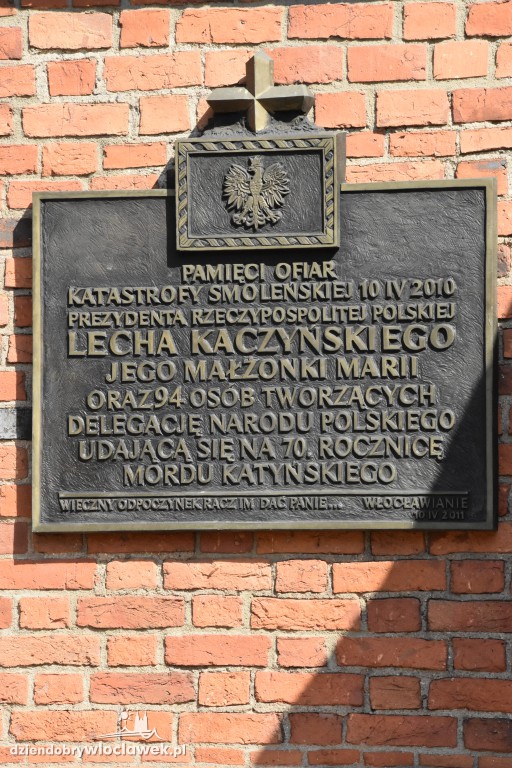 PAMIĘCI OFIAR
KATASTROFY SMOLEŃSKIEJ 10 IV 2010
PREZYDENTA RZECZYPOSPOLITEJ POLSKIEJ
LECHA KACZYŃSKIEGO
JEGO MAŁŻONKI MARII
ORAZ 94 OSÓB TWORZĄCYCH
DELEGACJĘ NARODU POLSKIEGO
UDAJĄCĄ SIĘ NA 70. ROCZNICĘ
MORDU KATYŃSKIEGO
WIECZNY ODPOCZYNEK RACZ IM DAĆ PANIE... WŁOCŁAWIANIE
10 IV 2011
dziendobrywloclawek.pl